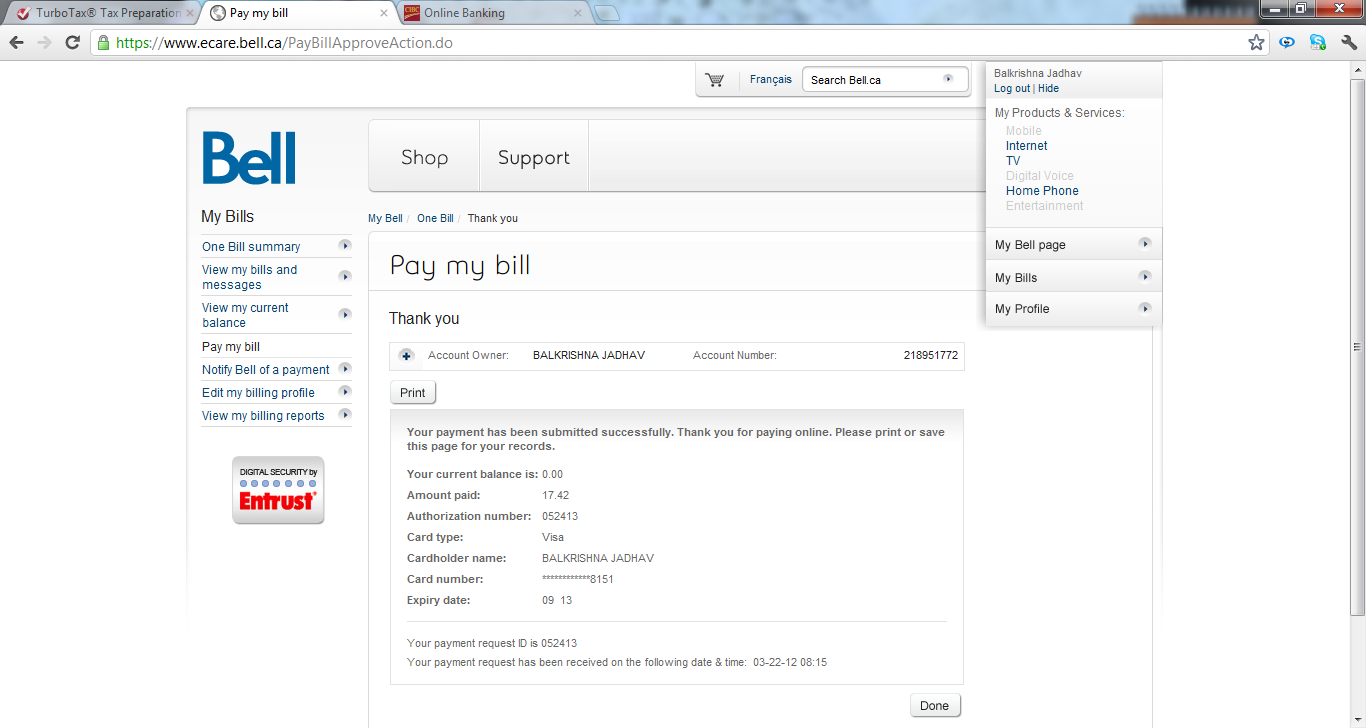 TurboTax® Tax Preparation
Pay my bill
CIBC
Online Banking
https://www.ecare.bell.ca/PayBillApproveAction.do
Français
Search Bell.ca
Balkrishna Jadhav
Log out | Hide
My Products & Services:
Mobile
Internet
TV
Digital Voice
Home Phone
Entertainment
My Bell page
My Bills
My Profile
Bell
Shop
Support
My Bills
One Bill summary
View my bills and
messages
View my current
balance
Pay my bill
Notify Bell of a payment
Edit my billing profile
View my billing reports
DIGITAL SECURITY by
Entrust®
My Bell / One Bill / Thank you
Pay my bill
Thank you
Account Owner: BALKRISHNA JADHAV Account Number: 218951772
Print
Your payment has been submitted successfully. Thank you for paying online. Please print or save
this page for your records.
Your current balance is: 0.00
Amount paid: 17.42
Authorization number: 052413
Card type: Visa
Cardholder name: BALKRISHNA JADHAV
Card number: ************8151
Expiry date: 09 13
Your payment request ID is 052413
Your payment request has been received on the following date & time: 03-22-12 08:15
Done